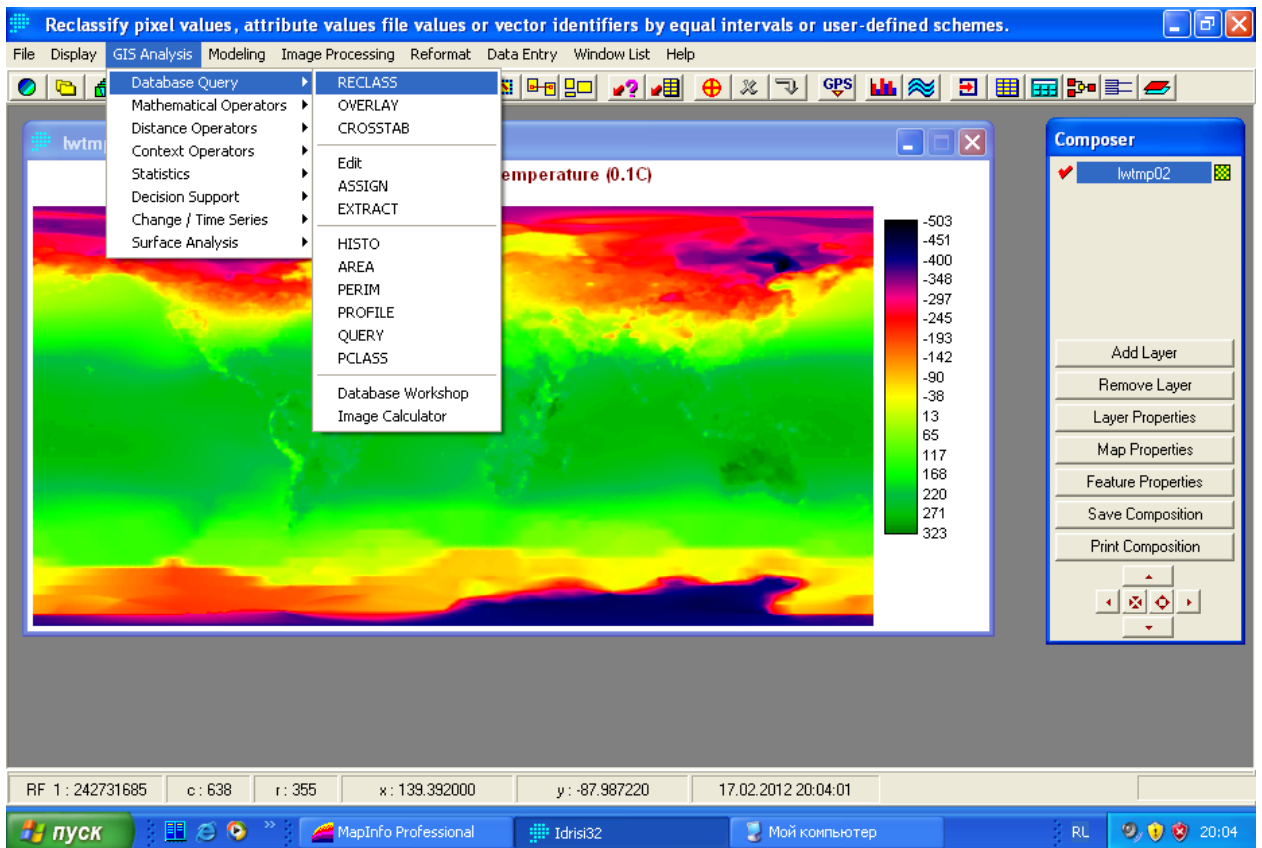 Reclassify pixel values, attribute values file values or vector identifiers by equal intervals or user-defined schemes.
File Display GIS Analysis Modeling Image Processing Reformat Data Entry Window List Help
GPS
Database Query
Mathematical Operators
Distance Operators
Context Operators
Statistics
Decision Support
Change / Time Series
Surface Analysis
RECLASS
OVERLAY
CROSSTAB
Edit
ASSIGN
EXTRACT
HISTO
AREA
PERIM
PROFILE
QUERY
PCLASS
Database Workshop
Image Calculator
(0.1C)
-503
-451
-400
-348
-297
-245
-193
-142
-90
-38
13
65
117
168
220
271
323
Composer
lwtmp02
Add Layer
Remove Layer
Layer Properties
Map Properties
Feature Properties
Save Composition
Print Composition
RF 1 : 242731685 c : 638 r : 355 x : 139.392000 y : -87.987220 17.02.2012 20:04:01
пуск » MapInfo Professional Idrisi32 Мой компьютер RL 20:04